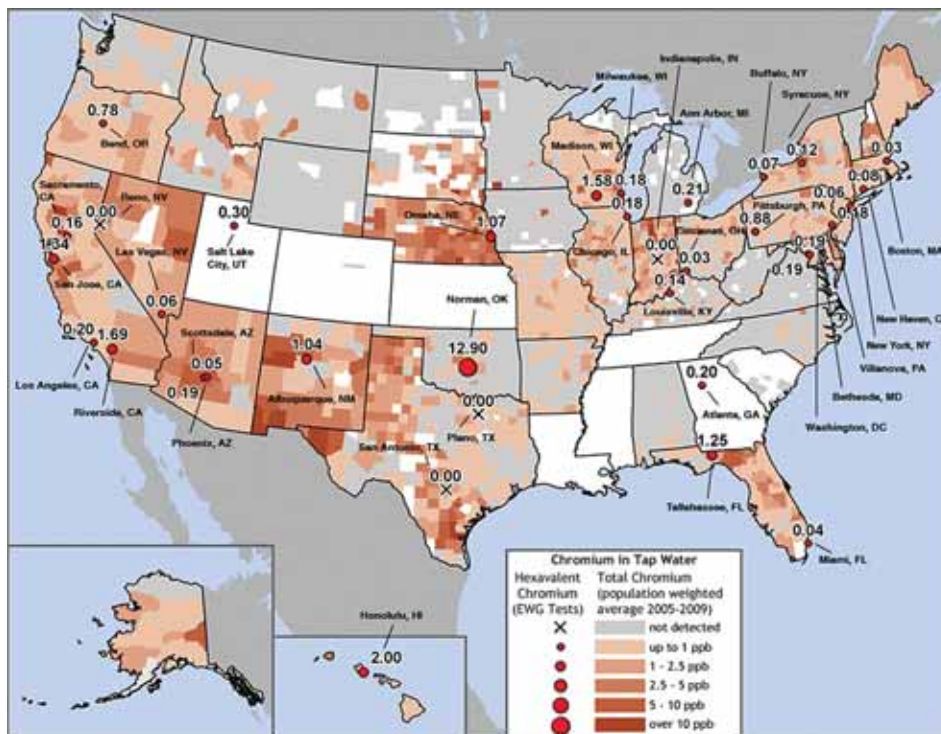 Indianapolis, IN
Milwaukee, WI
Buffalo, NY
Syracuse, NY
Ann Arbor, MI
0.78
Bend, OR
Madison, WI
0.12
0.03
0.07
1.58
0.18
0.21
0.08
Sacramento, CA
0.00
Reno, NV
0.30
Omaha, NE
1.07
0.18
0.06
Pittsburgh, PA
0.88
0.18
0.16
Cincinnati, OH
1.34
Las Vegas, NV
Salt Lake
City, UT
Chicago, IL
0.00
0.03
0.19
Boston, MA
San Jose, CA
Norman, OK
0.14
0.19
0.06
Louisville, KY
New Haven, C
0.20
1.69
Scottsdale, AZ
1.04
12.90
New York, NY
0.05
0.20
Villanova, PA
Los Angeles, CA
0.19
Albuquerque, NM
0.00
Atlanta, GA
Bethesda, MD
Riverside, CA
Plano, TX
Washington, DC
Phoenix, AZ
San Antonio, TX
1.25
0.00
Tallahassee, FL
0.04
Miami, FL
Chromium in Tap Water
Hexavalent
Chromium
(EWG Tests)
Total Chromium
(population weighted
average 2005-2009)
not detected
up to 1 ppb
1 - 2.5 ppb
2.5 - 5 ppb
5 - 10 ppb
over 10 ppb
Honolulu, HI
2.00